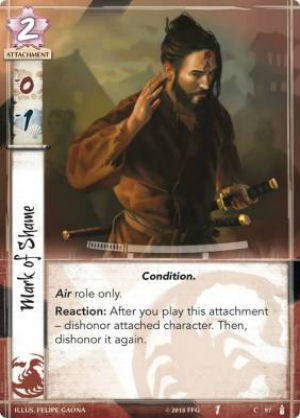 2
ATTACHMENT
-0
-1
Mark of Shame
Condition.
Air role only.
Reaction: After you play this attachment
– dishonor attached character. Then,
dishonor it again.
ILLUS. FELIPE GAONA
© 2018 FFG
C 97